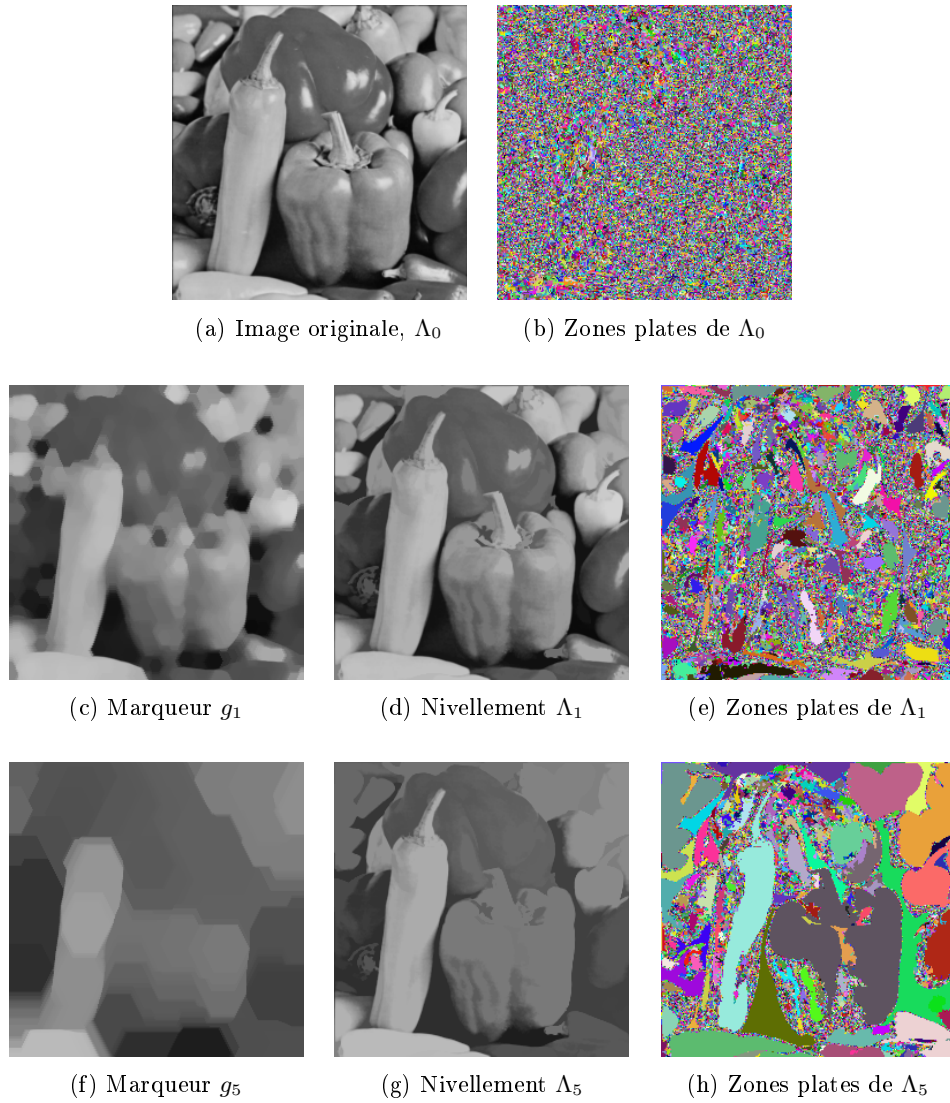 (a) Image originale, Λ₀
(b) Zones plates de Λ₀
(c) Marqueur g₁
(d) Nivellement Λ₁
(e) Zones plates de Λ₁
(f) Marqueur g₅
(g) Nivellement Λ₅
(h) Zones plates de Λ₅